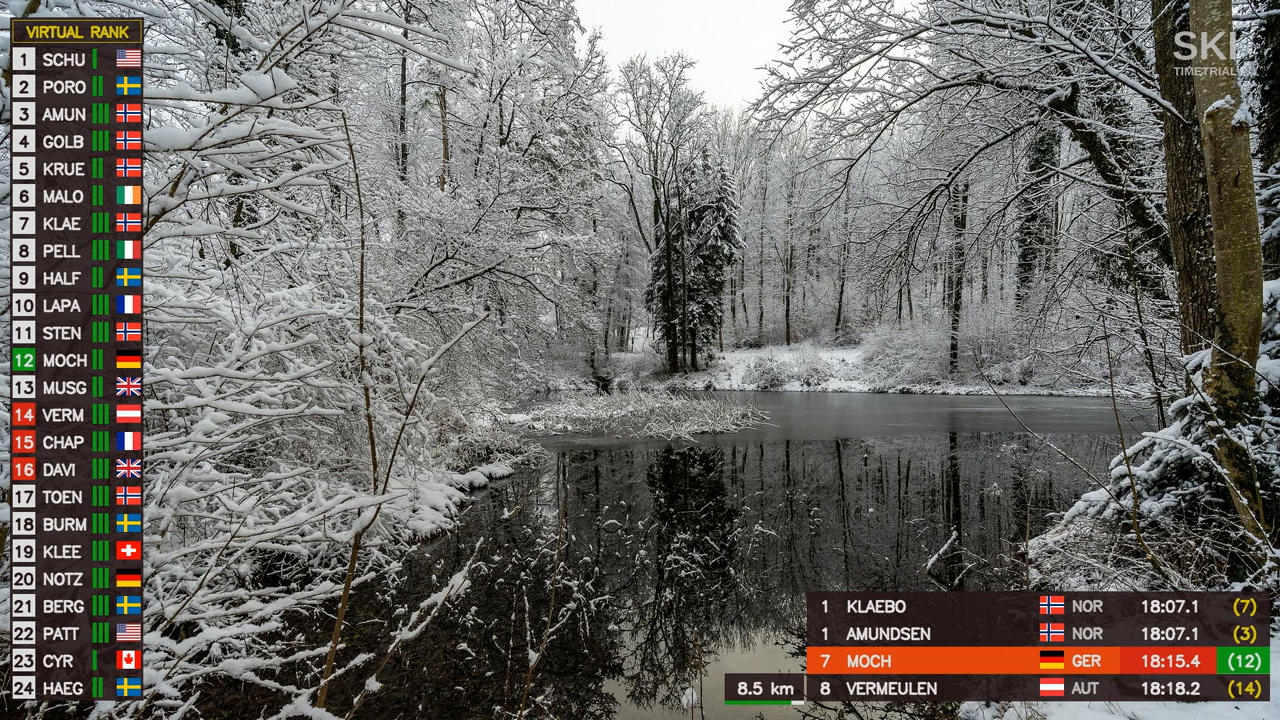 VIRTUAL RANK
1 SCHU
2 PORO
3 AMUN
4 GOLB
5 KRUE
6 MALO
7 KLAE
8 PELL
9 HALF
10 LAPA
11 STEN
12 MOCH
13 MUSG
14 VERM
15 CHAP
16 DAVI
17 TOEN
18 BURM
19 KLEE
20 NOTZ
21 BERG
22 PATT
23 CYR
24 HAEG
SKI
TIMETRIAL
1 KLAEBO NOR 18:07.1 (7)
1 AMUNDSEN NOR 18:07.1 (3)
7 MOCH GER 18:15.4 (12)
8.5 km
8 VERMEULEN AUT 18:18.2 (14)